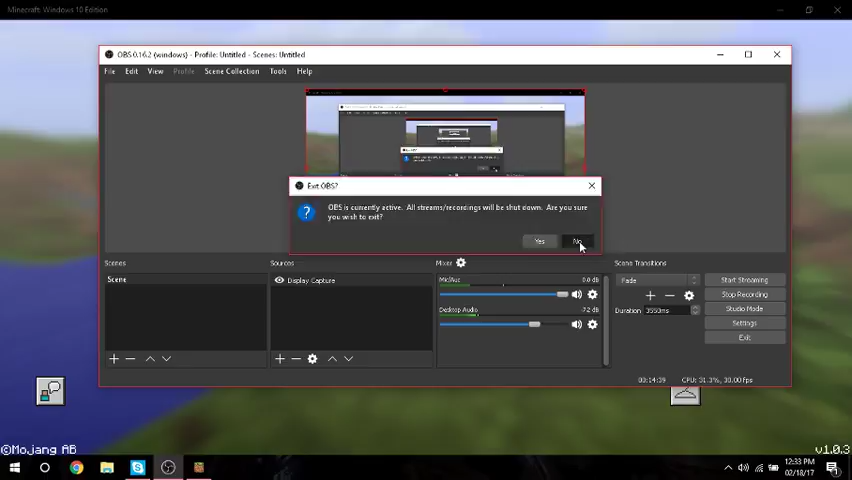 Minecraft: Windows 10 Edition
OBS 0.16.2 (windows) - Profile: Untitled - Scenes: Untitled
File Edit View Profile Scene Collection Tools Help
Exit OBS?
OBS is currently active. All streams/recordings will be shut down. Are you sure
you wish to exit?
Yes No
Scenes Sources Mixer Scene Transitions
Scene
Display Capture
Mic/Aux 0.0 dB
Desktop Audio -7.2 dB
Fade
Duration 3550ms
Start Streaming
Stop Recording
Studio Mode
Settings
Exit
00:14:39 CPU: 31.3%, 30.00 fps
©Mojang AB v1.0.3
12:33 PM
02/18/17